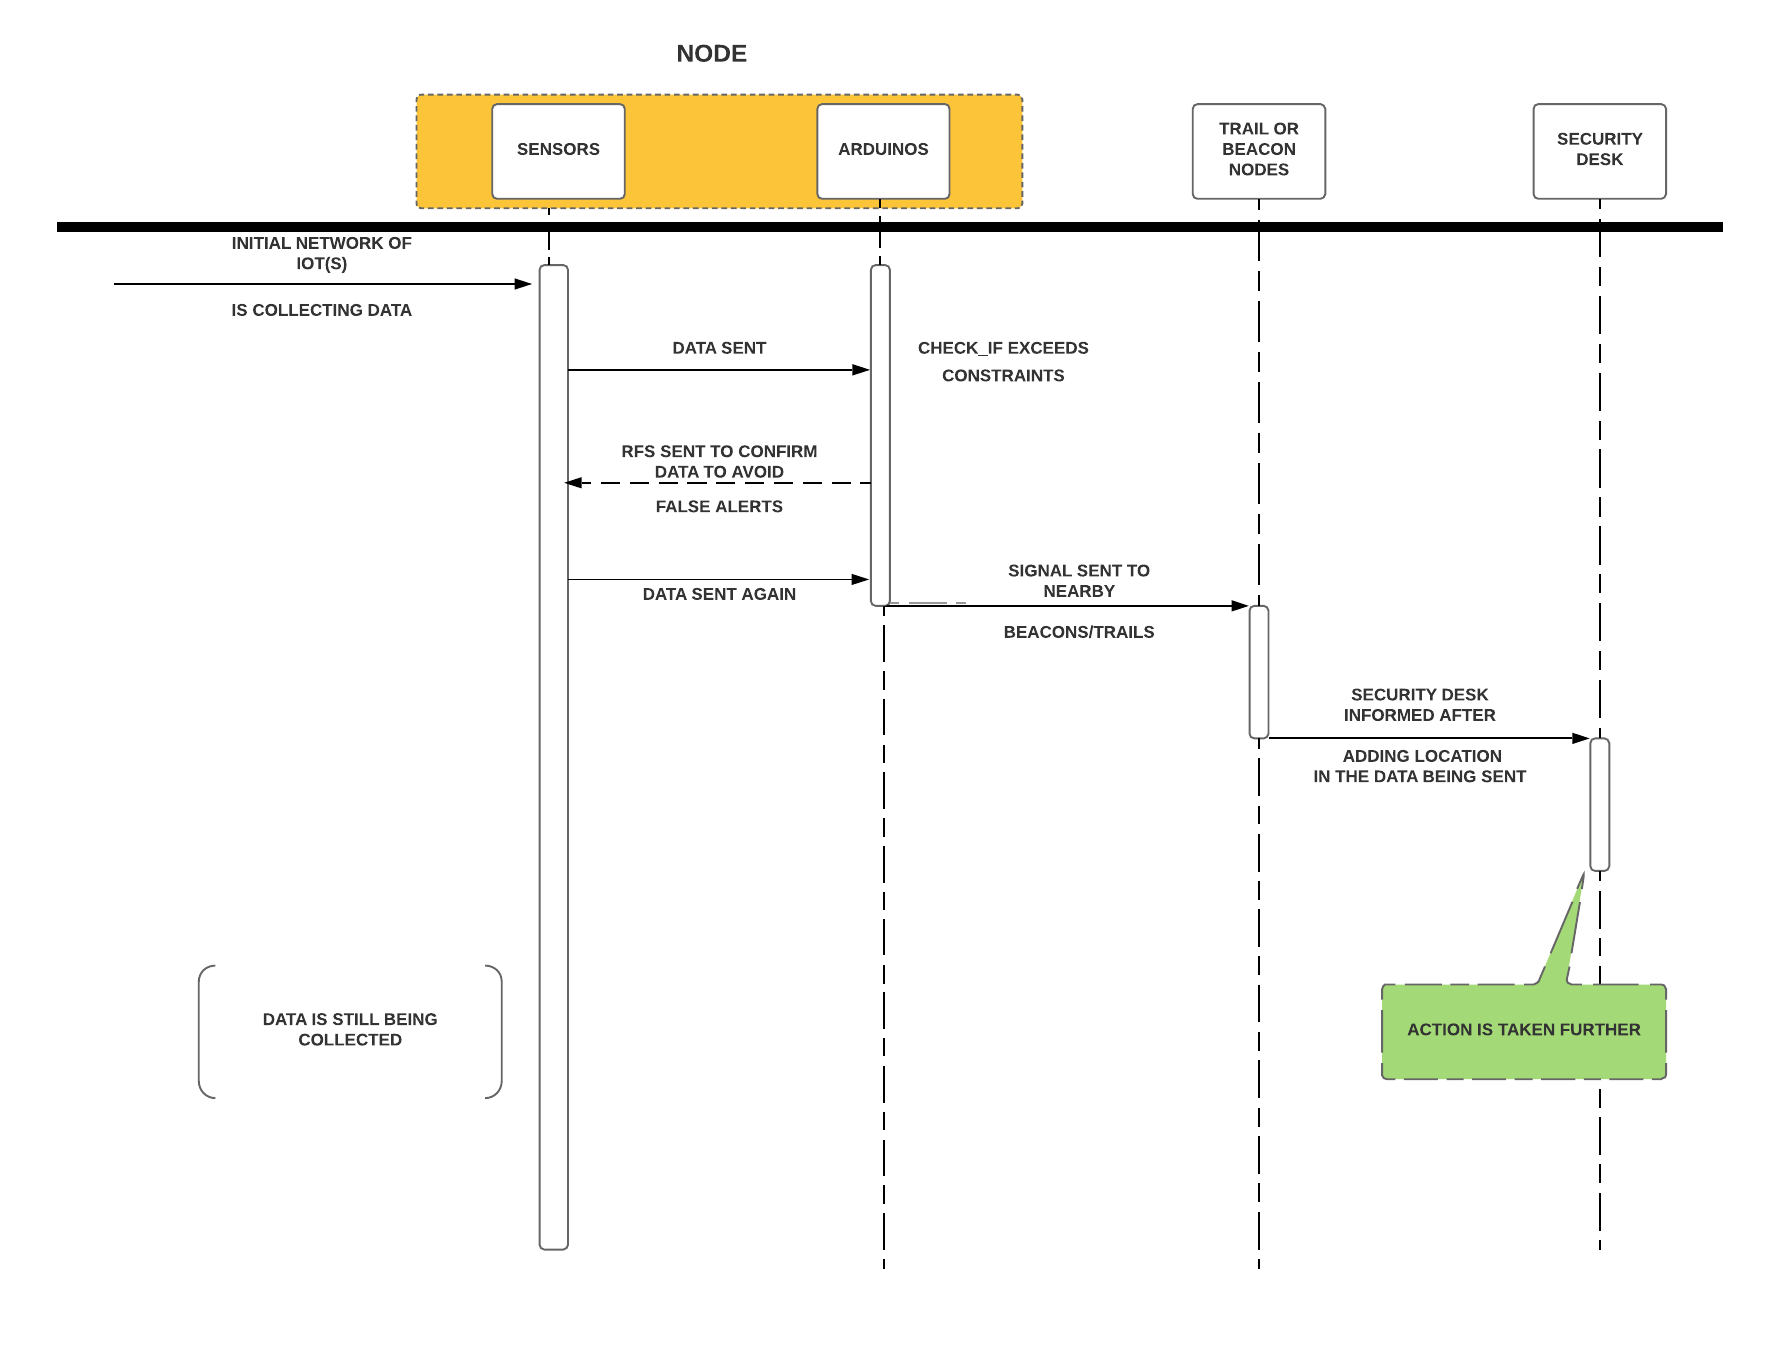 NODE
SENSORS
ARDUINOS
TRAIL OR
BEACON
NODES
SECURITY
DESK
INITIAL NETWORK OF
IOT(S)
IS COLLECTING DATA
DATA SENT
CHECK_IF EXCEEDS
CONSTRAINTS
RFS SENT TO CONFIRM
DATA TO AVOID
FALSE ALERTS
DATA SENT AGAIN
SIGNAL SENT TO
NEARBY
BEACONS/TRAILS
SECURITY DESK
INFORMED AFTER
ADDING LOCATION
IN THE DATA BEING SENT
DATA IS STILL BEING
COLLECTED
ACTION IS TAKEN FURTHER